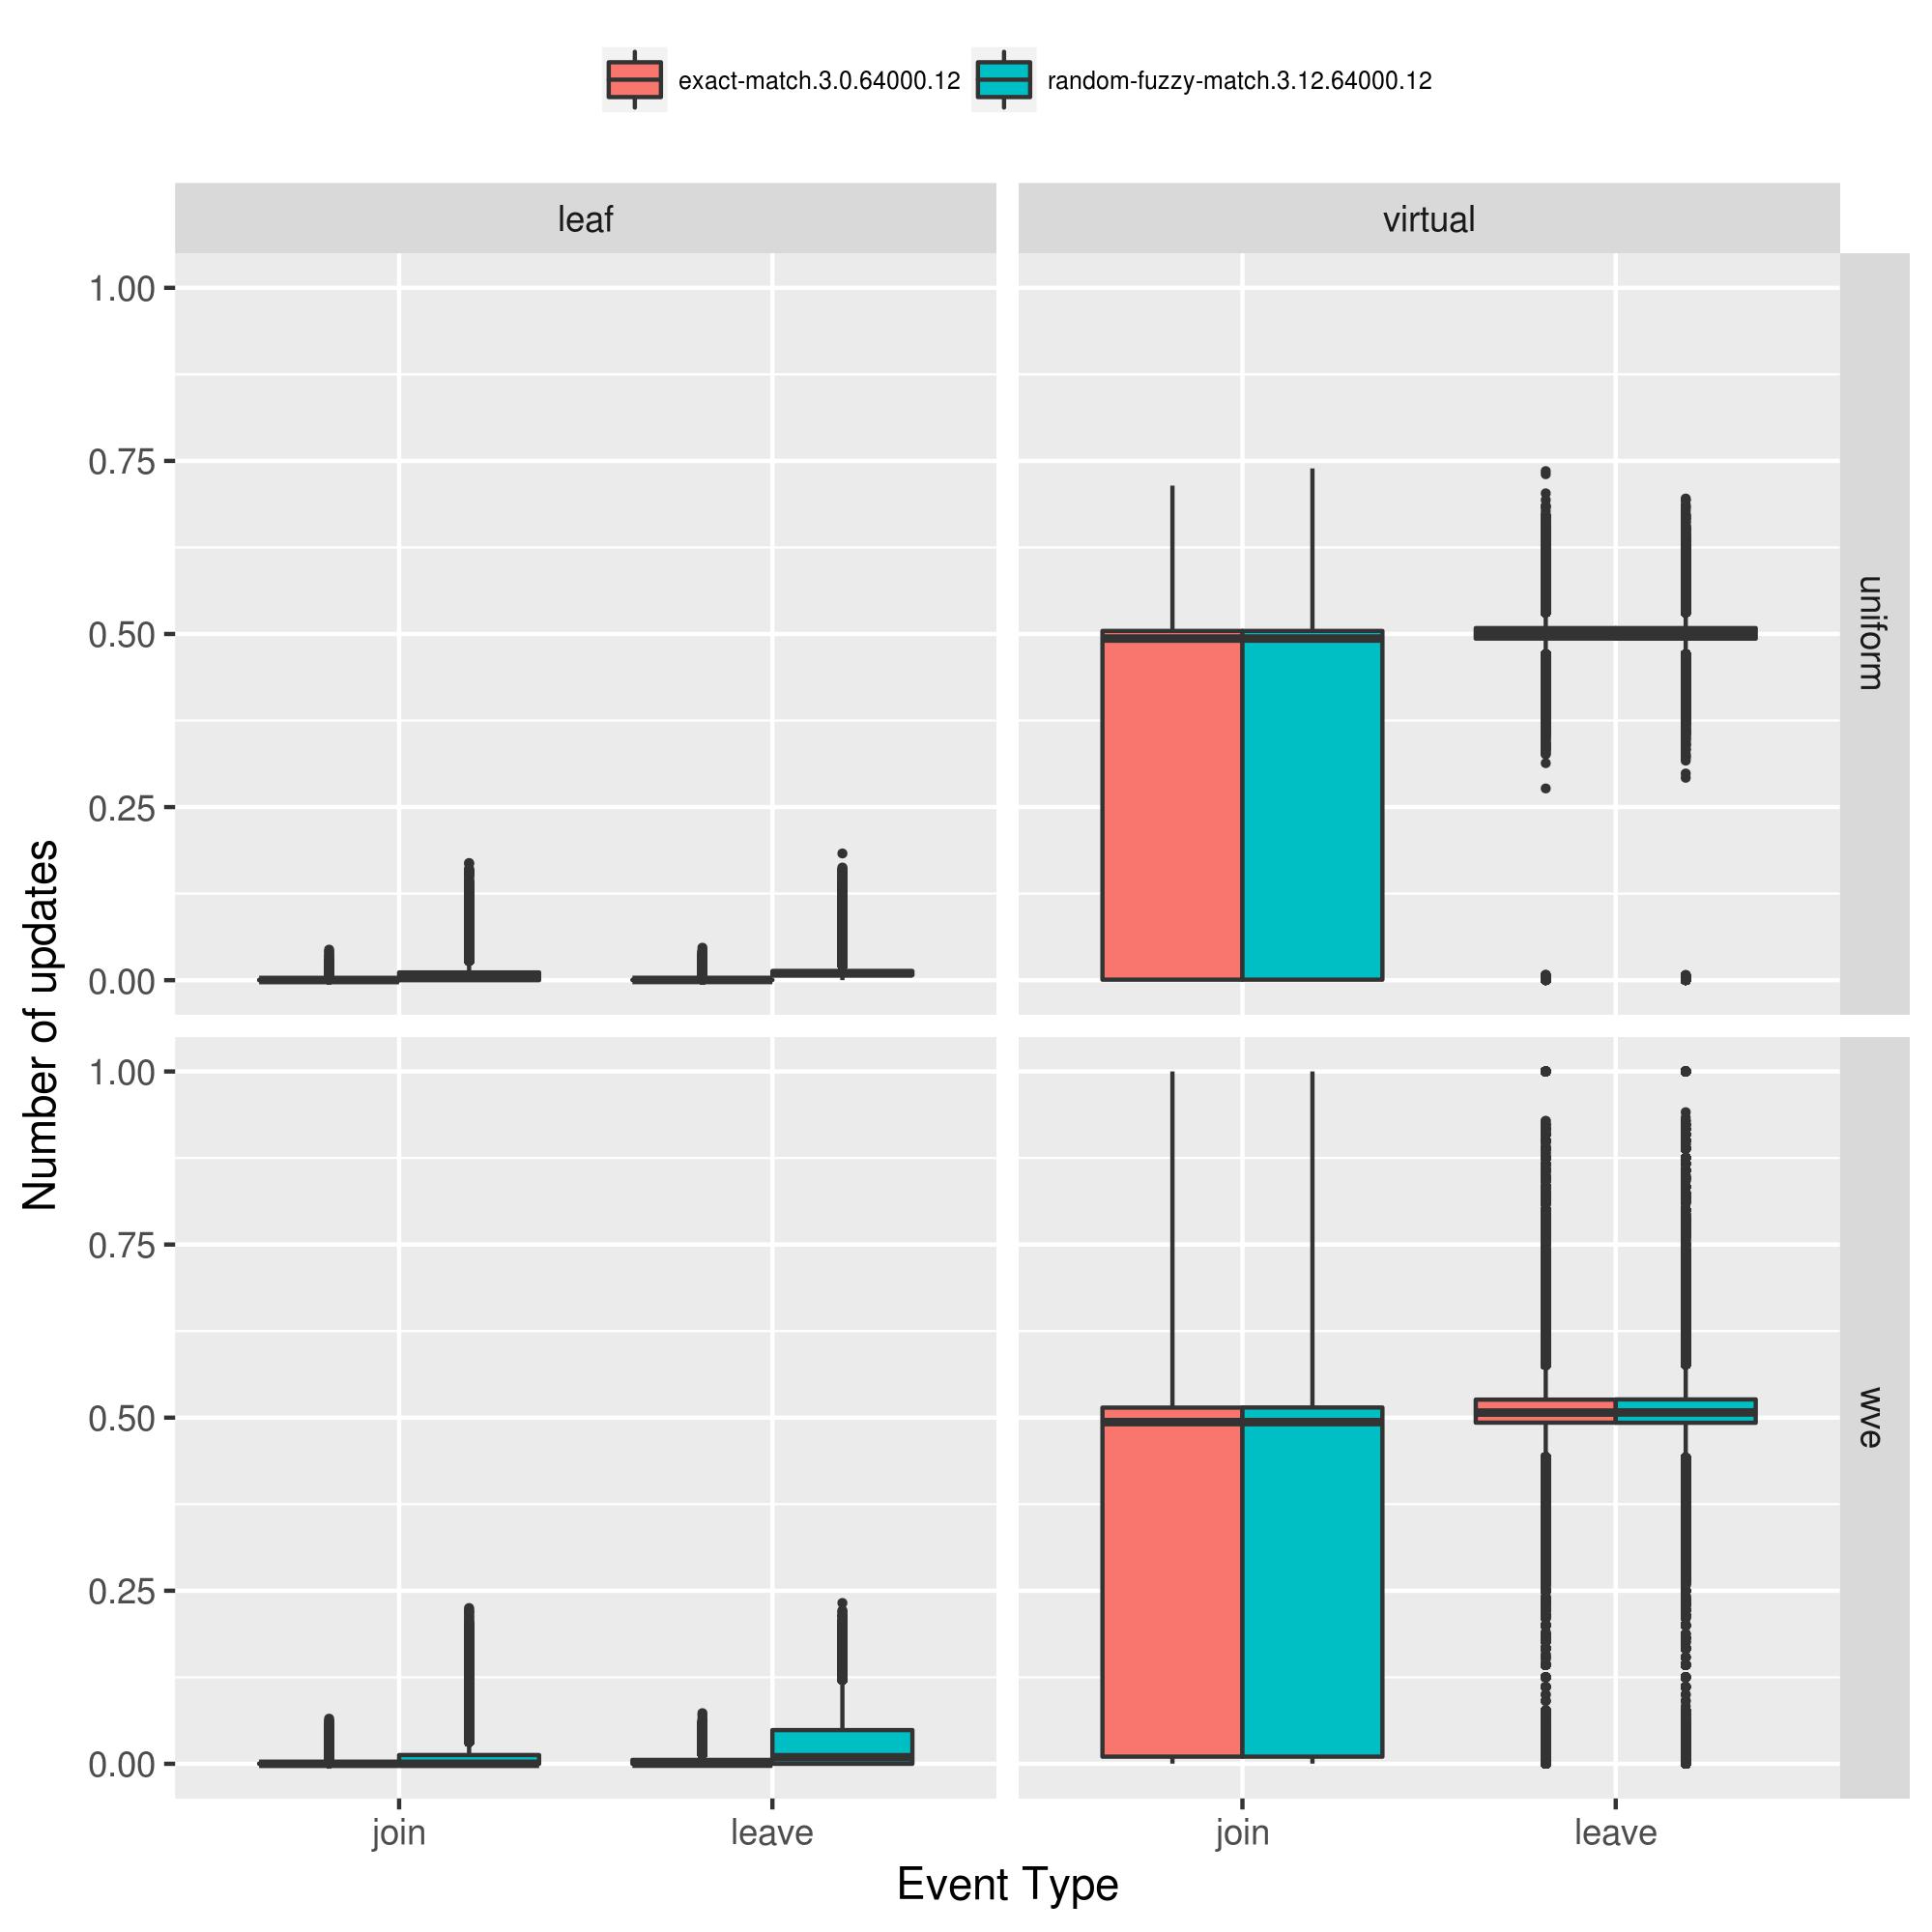 exact-match.3.0.64000.12 random-fuzzy-match.3.12.64000.12
leaf virtual
1.00
0.75
0.50
0.25
0.00
uniform
1.00
0.75
0.50
0.25
0.00
wve
Number of updates
join leave join leave
Event Type